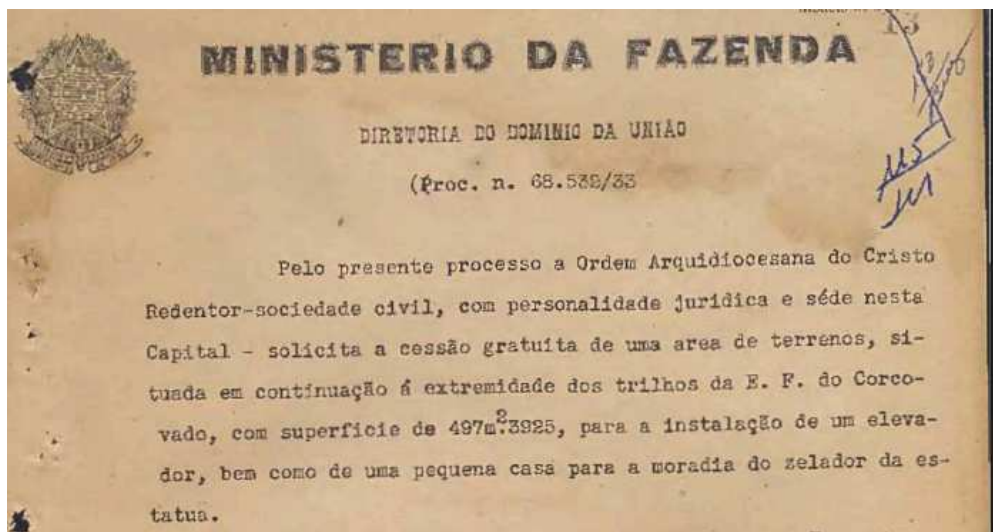 13
MINISTERIO DA FAZENDA
DIRETORIA DO DOMINIO DA UNIÃO
(Proc. n. 68.538/33
Pelo presente processo a Ordem Arquidiocesana do Cristo
Redentor-sociedade civil, com personalidade juridica e séde nesta
Capital - solicita a cessão gratuita de uma area de terrenos, si-
tuada em continuação á extremidade dos trilhos da E. F. do Corco-
vado, com superficie de 497m².3925, para a instalação de um eleva-
dor, bem como de uma pequena casa para a moradia do zelador da es-
tatua.